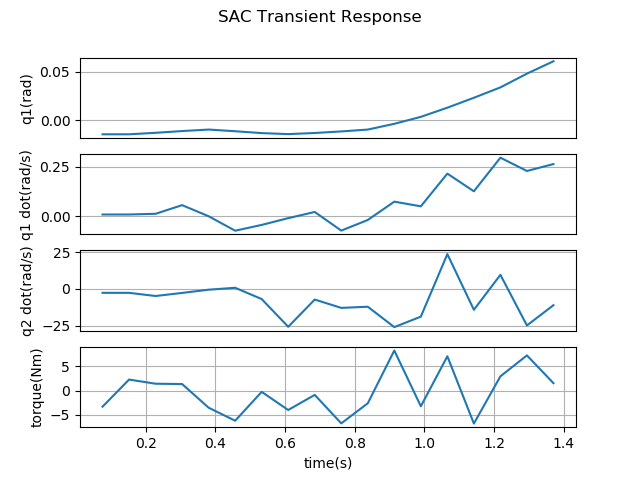 SAC Transient Response
q1(rad)
0.05
0.00
q1 dot(rad/s)
0.25
0.00
q2 dot(rad/s)
25
0
−25
torque(Nm)
5
0
−5
0.2 0.4 0.6 0.8 1.0 1.2 1.4
time(s)